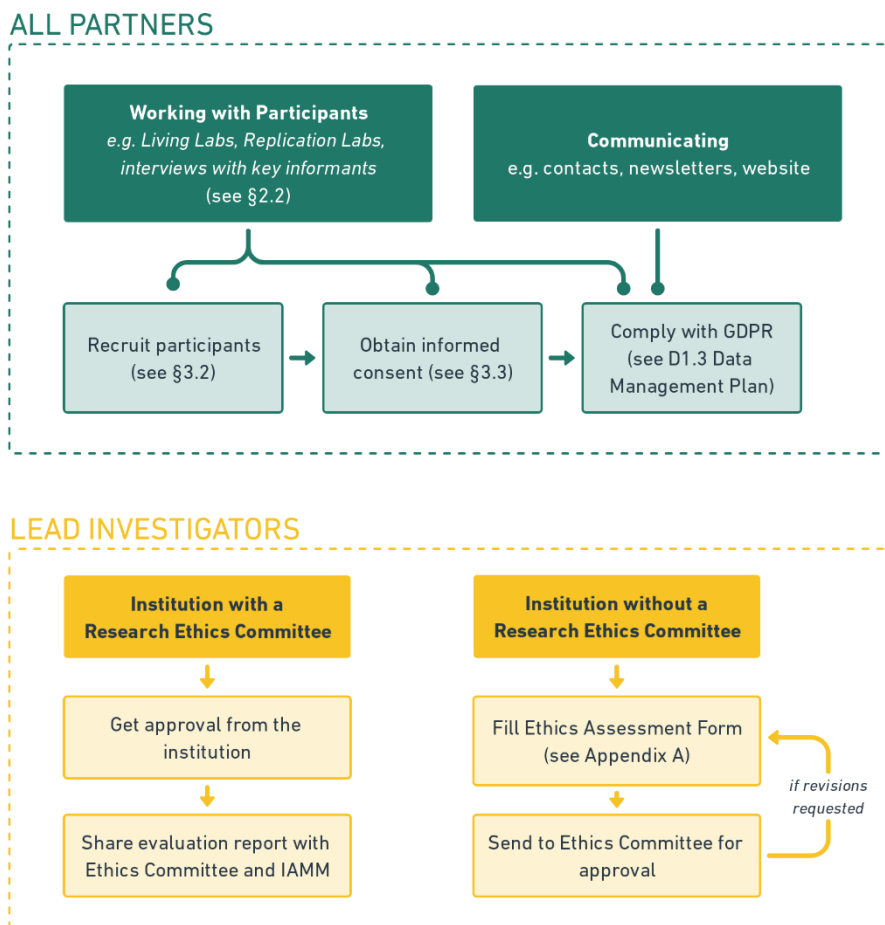 ALL PARTNERS
Working with Participants
e.g. Living Labs, Replication Labs,
interviews with key informants
(see §2.2)
Communicating
e.g. contacts, newsletters, website
Recruit participants
(see §3.2)
Obtain informed
consent (see §3.3)
Comply with GDPR
(see D1.3 Data
Management Plan)
LEAD INVESTIGATORS
Institution with a
Research Ethics Committee
Get approval from the
institution
Share evaluation report with
Ethics Committee and IAMM
Institution without a
Research Ethics Committee
Fill Ethics Assessment Form
(see Appendix A)
if revisions
requested
Send to Ethics Committee for
approval